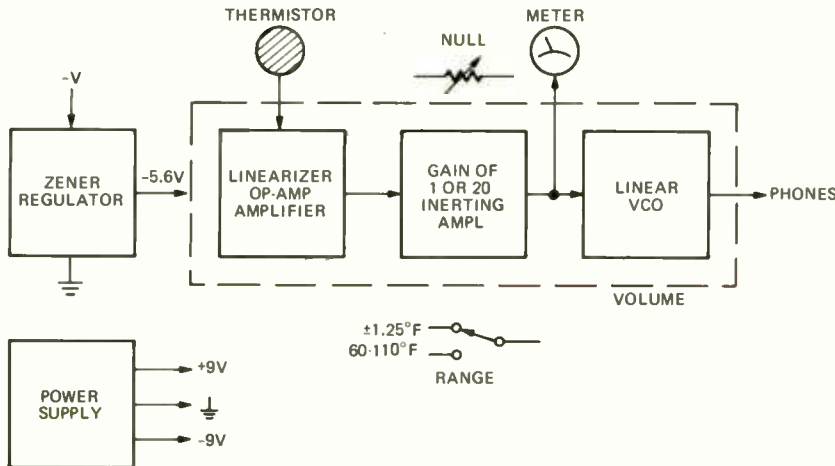 THERMISTOR
METER
NULL
-V
ZENER
REGULATOR
-5.6V
LINEARIZER
OP-AMP
AMPLIFIER
GAIN OF
1 OR 20
INERTING
AMPL
LINEAR
VCO
PHONES
VOLUME
±1.25°F
60-110°F
RANGE
POWER
SUPPLY
+9V
-9V